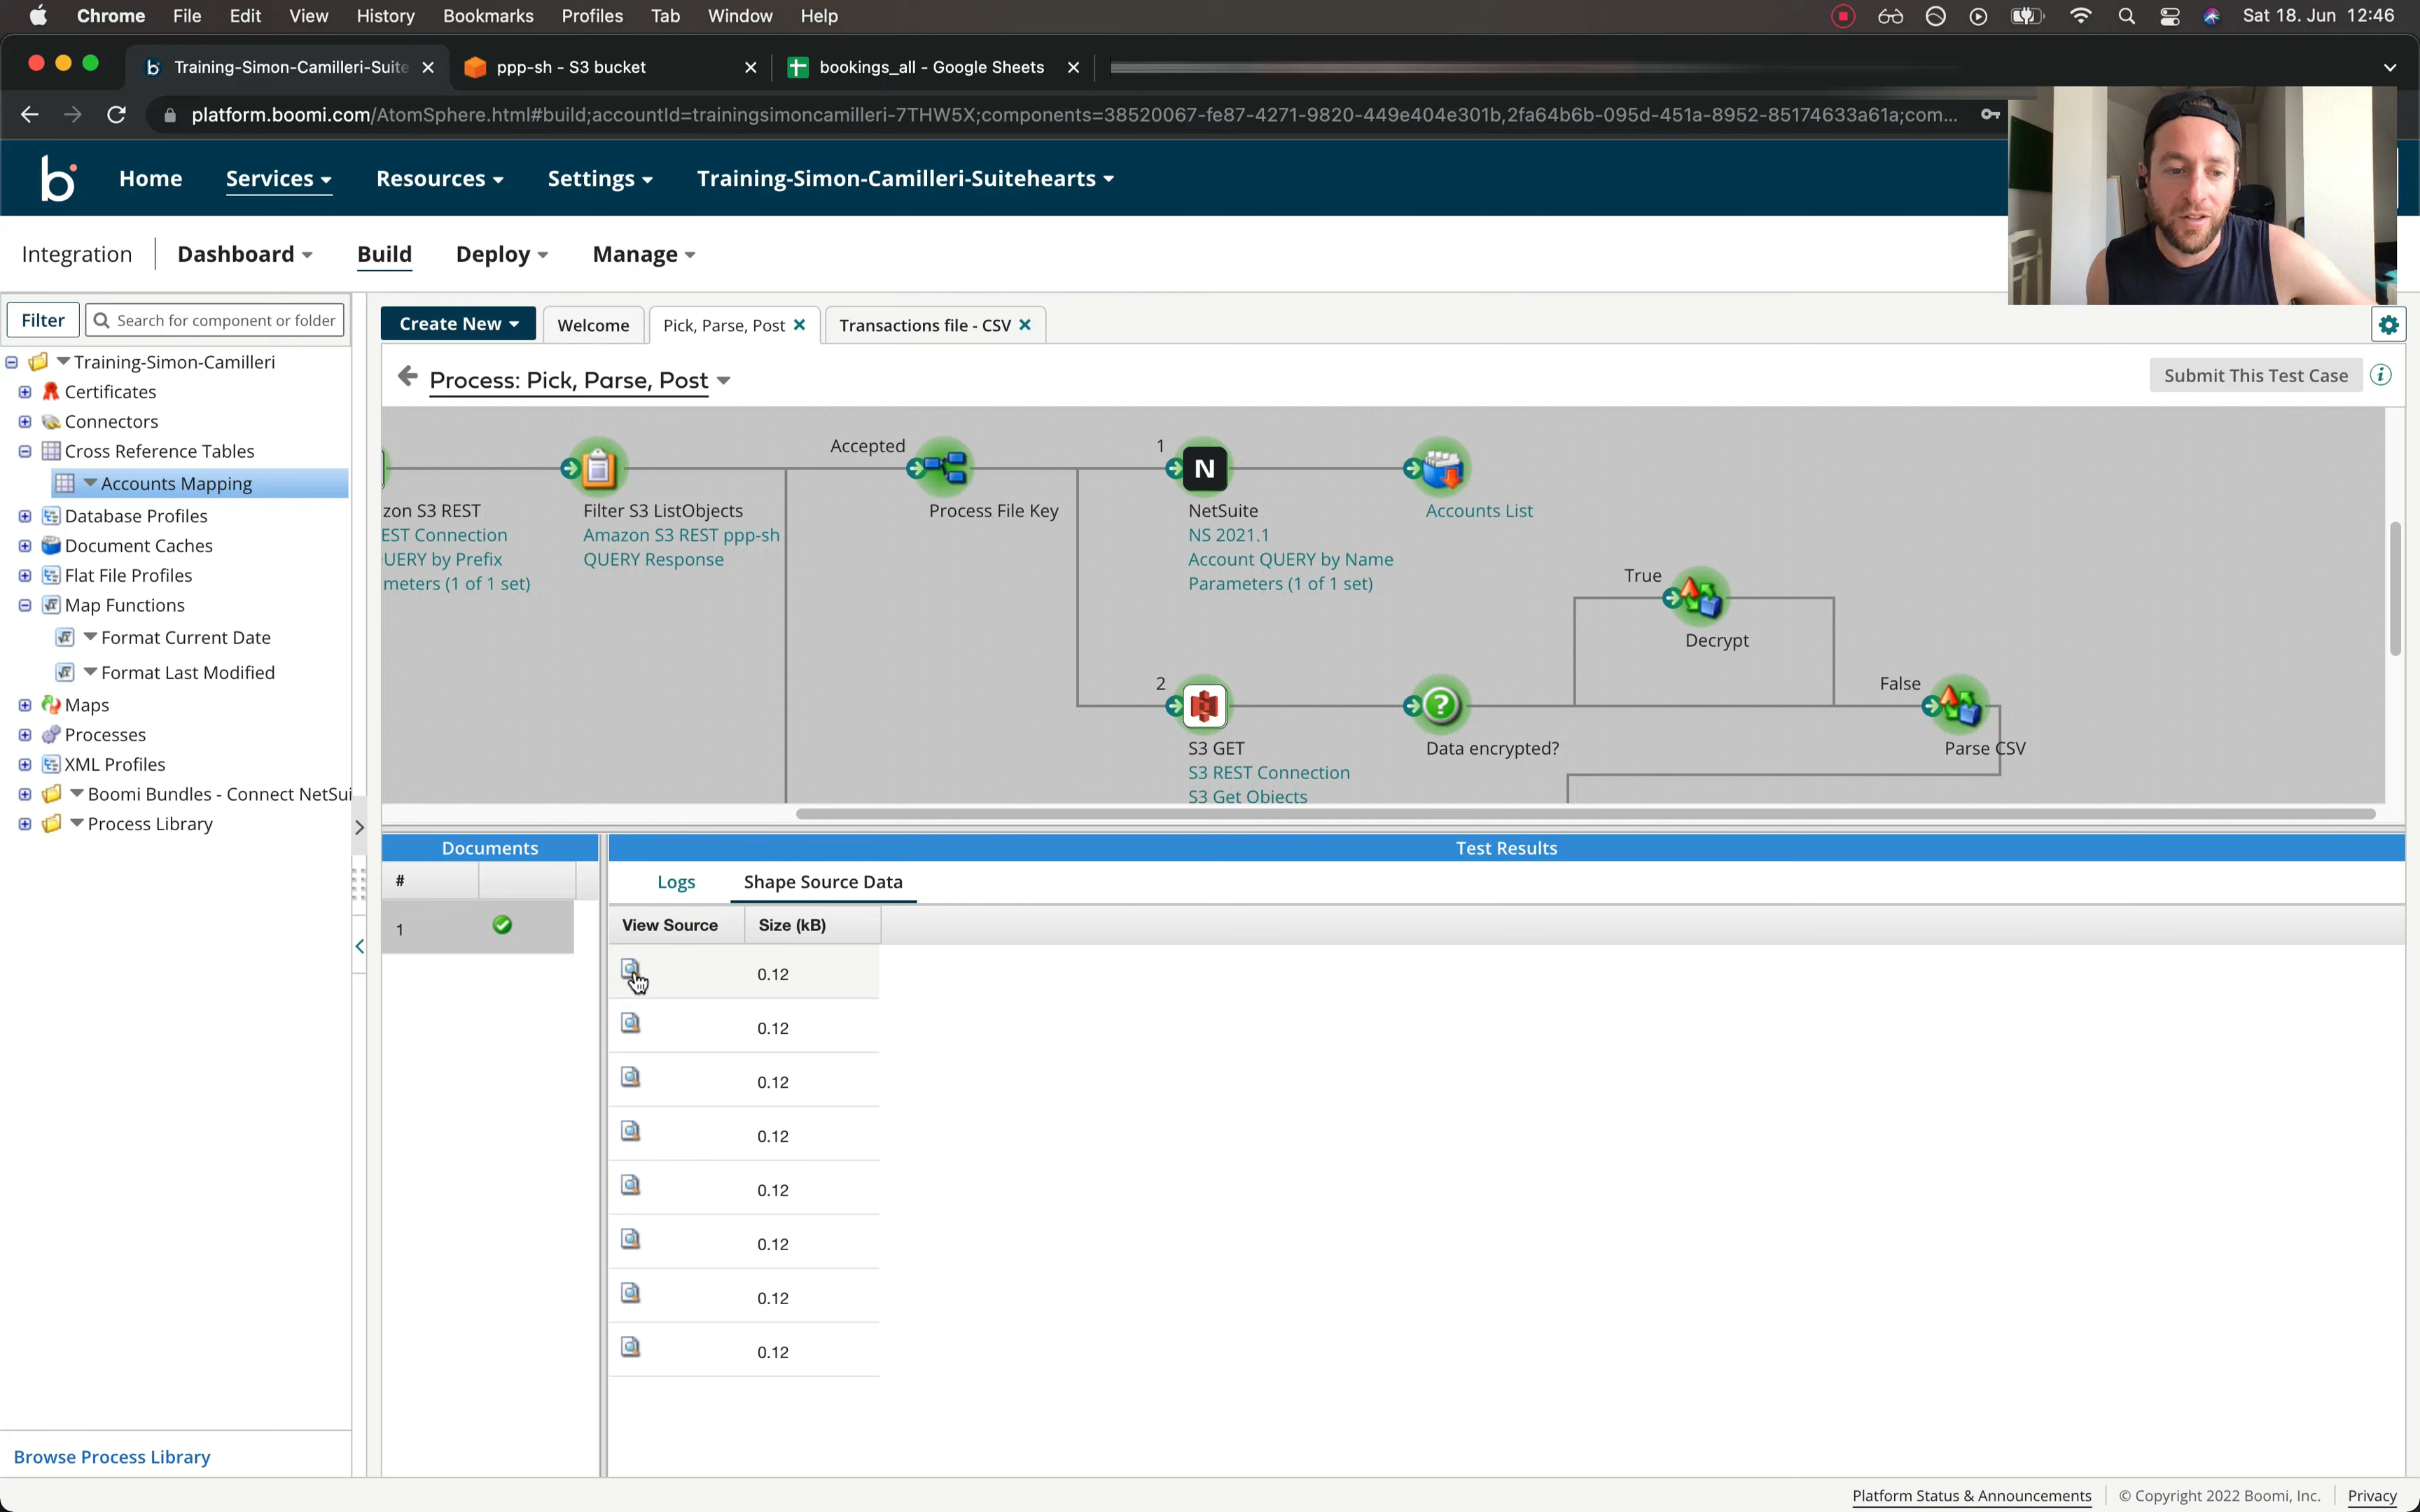 Chrome File Edit View History Bookmarks Profiles Tab Window Help Sat 18. Jun 12:46
Training-Simon-Camilleri-Suite ppp-sh - S3 bucket bookings_all - Google Sheets
platform.boomi.com/AtomSphere.html#build;accountId=trainingsimoncamilleri-7THW5X;components=38520067-fe87-4271-9820-449e404e301b,2fa64b6b-095d-451a-8952-85174633a61a;com...
b Home Services Resources Settings Training-Simon-Camilleri-Suitehearts
Integration Dashboard Build Deploy Manage
Filter Search for component or folder
Training-Simon-Camilleri
Certificates
Connectors
Cross Reference Tables
Accounts Mapping
Database Profiles
Document Caches
Flat File Profiles
Map Functions
Format Current Date
Format Last Modified
Maps
Processes
XML Profiles
Boomi Bundles - Connect NetSui
Process Library
Browse Process Library
Create New Welcome Pick, Parse, Post Transactions file - CSV
Process: Pick, Parse, Post Submit This Test Case
zon S3 REST
EST Connection
UERY by Prefix
meters (1 of 1 set)
Filter S3 ListObjects
Amazon S3 REST ppp-sh
QUERY Response
Accepted
Process File Key
1
N
NetSuite
NS 2021.1
Account QUERY by Name
Parameters (1 of 1 set)
Accounts List
True
Decrypt
2
S3 GET
S3 REST Connection
S3 Get Objects
?
Data encrypted?
False
Parse CSV
Documents
#
1
Test Results
Logs Shape Source Data
View Source Size (kB)
0.12
0.12
0.12
0.12
0.12
0.12
0.12
0.12
Platform Status & Announcements © Copyright 2022 Boomi, Inc. Privacy